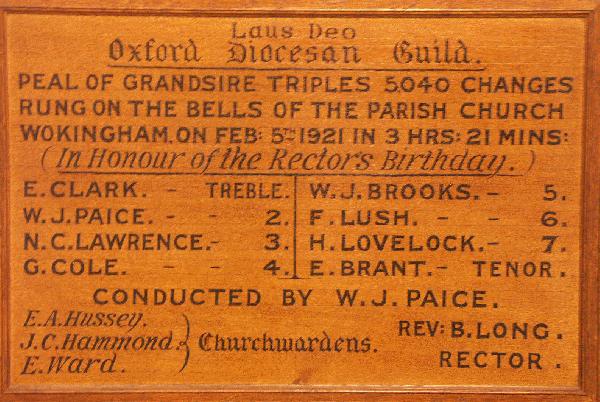 Laus Deo
Oxford Diocesan Guild.
PEAL OF GRANDSIRE TRIPLES 5040 CHANGES
RUNG ON THE BELLS OF THE PARISH CHURCH
WOKINGHAM, ON FEB: 5TH 1921 IN 3 HRS: 21 MINS:
(In Honour of the Rectors Birthday.)
E. CLARK. - TREBLE. W. J. BROOKS. - 5.
W. J. PAICE. - - 2. F. LUSH. - - 6.
N. C. LAWRENCE. - 3. H. LOVELOCK. - 7.
G. COLE. - - 4. E. BRANT. - TENOR.
CONDUCTED BY W. J. PAICE.
E. A. Hussey.
J. C. Hammond.
E. Ward.
Churchwardens.
REV: B. LONG.
RECTOR.